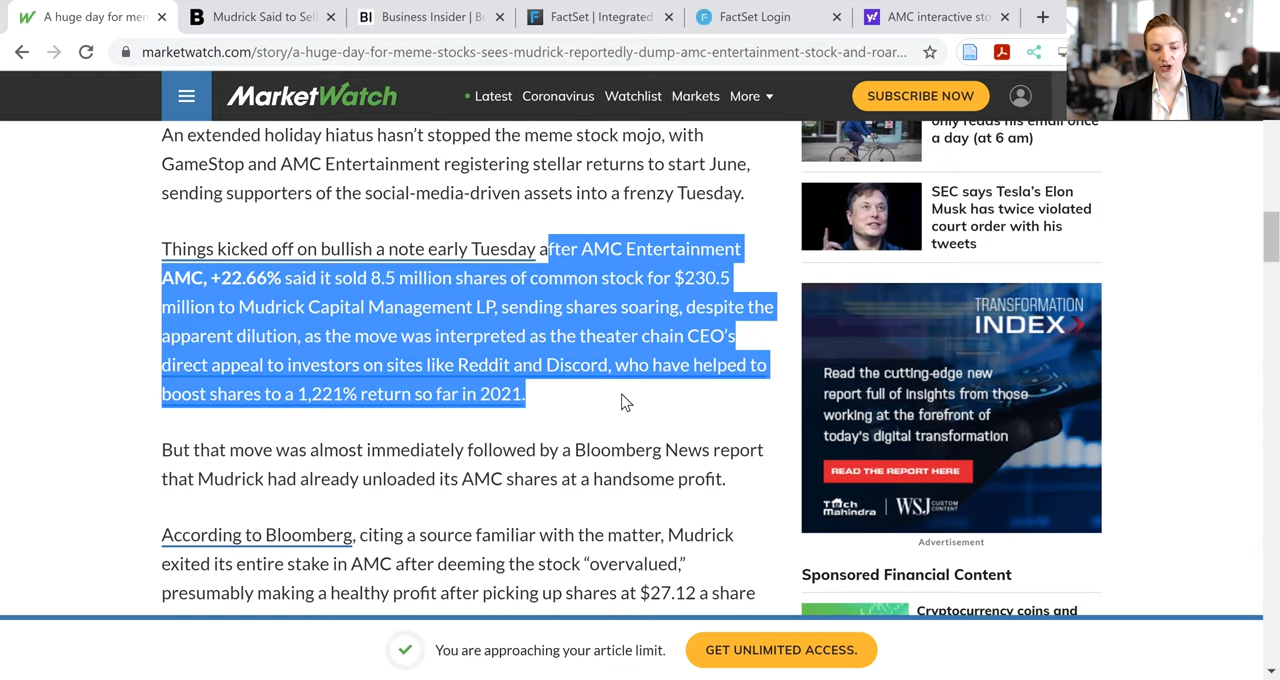 A huge day for mem
Mudrick Said to Sell
Business Insider | Bu
FactSet | Integrated
FactSet Login
AMC interactive sto
marketwatch.com/story/a-huge-day-for-meme-stocks-sees-mudrick-reportedly-dump-amc-entertainment-stock-and-roar...
MarketWatch
Latest Coronavirus Watchlist Markets More
SUBSCRIBE NOW
An extended holiday hiatus hasn’t stopped the meme stock mojo, with
GameStop and AMC Entertainment registering stellar returns to start June,
sending supporters of the social-media-driven assets into a frenzy Tuesday.
Things kicked off on bullish a note early Tuesday after AMC Entertainment
AMC, +22.66% said it sold 8.5 million shares of common stock for $230.5
million to Mudrick Capital Management LP, sending shares soaring, despite the
apparent dilution, as the move was interpreted as the theater chain CEO’s
direct appeal to investors on sites like Reddit and Discord, who have helped to
boost shares to a 1,221% return so far in 2021.
But that move was almost immediately followed by a Bloomberg News report
that Mudrick had already unloaded its AMC shares at a handsome profit.
According to Bloomberg, citing a source familiar with the matter, Mudrick
exited its entire stake in AMC after deeming the stock “overvalued,”
presumably making a healthy profit after picking up shares at $27.12 a share
only reads his email once
a day (at 6 am)
SEC says Tesla’s Elon
Musk has twice violated
court order with his
tweets
TRANSFORMATION
INDEX
Read the cutting-edge new
report full of insights from those
working at the forefront of
today's digital transformation
READ THE REPORT HERE
Tech
Mahindra
WSJ CUSTOM
CONTENT
Advertisement
Sponsored Financial Content
Cryptocurrency coins and
You are approaching your article limit.
GET UNLIMITED ACCESS.